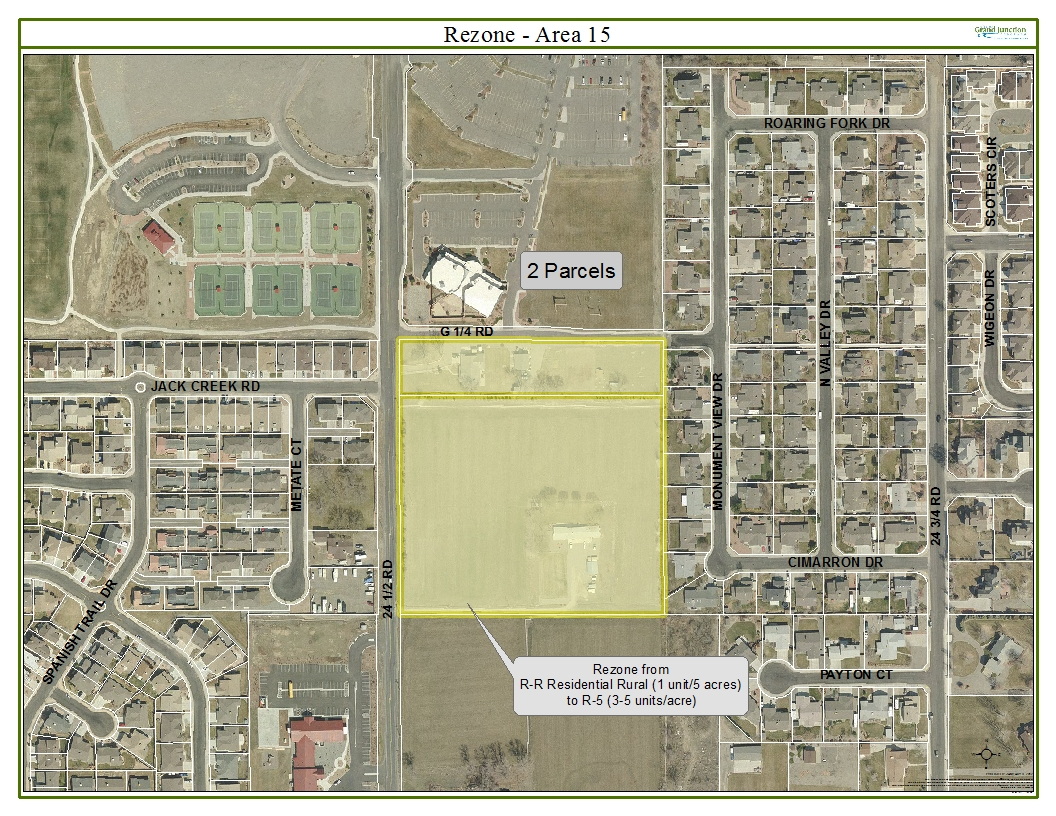 Rezone - Area 15
Grand Junction
ROARING FORK DR
SCOTERS CIR
2 Parcels
WIGEON DR
G 1/4 RD
N VALLEY DR
JACK CREEK RD
MONUMENT VIEW DR
METATE CT
24 3/4 RD
CIMARRON DR
24 1/2 RD
SPANISH TRAIL DR
Rezone from
R-R Residential Rural (1 unit/5 acres)
to R-5 (3-5 units/acre)
PAYTON CT